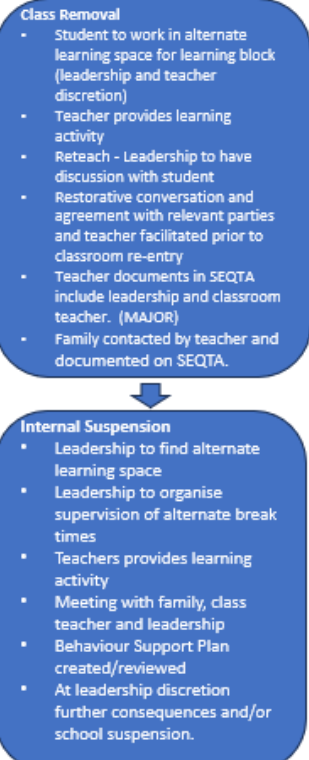 Class Removal
- Student to work in alternate
learning space for learning block
(leadership and teacher
discretion)
- Teacher provides learning
activity
- Reteach - Leadership to have
discussion with student
- Restorative conversation and
agreement with relevant parties
and teacher facilitated prior to
classroom re-entry
- Teacher documents in SEQTA
include leadership and classroom
teacher. (MAJOR)
- Family contacted by teacher and
documented on SEQTA.
Internal Suspension
▪ Leadership to find alternate
learning space
▪ Leadership to organise
supervision of alternate break
times
▪ Teachers provides learning
activity
▪ Meeting with family, class
teacher and leadership
▪ Behaviour Support Plan
created/reviewed
▪ At leadership discretion
further consequences and/or
school suspension.